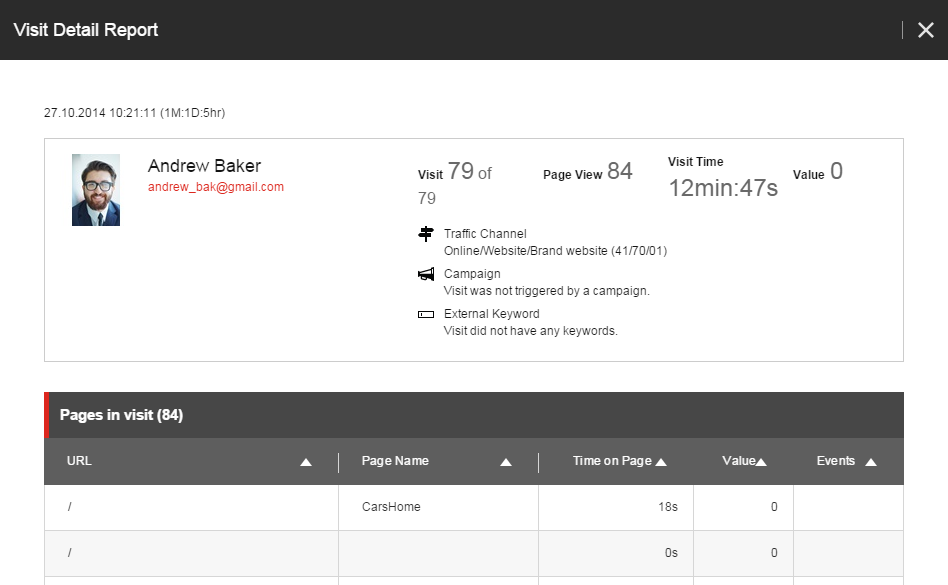 Visit Detail Report
27.10.2014 10:21:11 (1M:1D:5hr)
Andrew Baker
andrew_bak@gmail.com
Visit 79 of
79
Page View 84
Visit Time
12min:47s
Value 0
Traffic Channel
Online/Website/Brand website (41/70/01)
Campaign
Visit was not triggered by a campaign.
External Keyword
Visit did not have any keywords.
Pages in visit (84)
URL Page Name Time on Page Value Events
/ CarsHome 18s 0
/ 0s 0